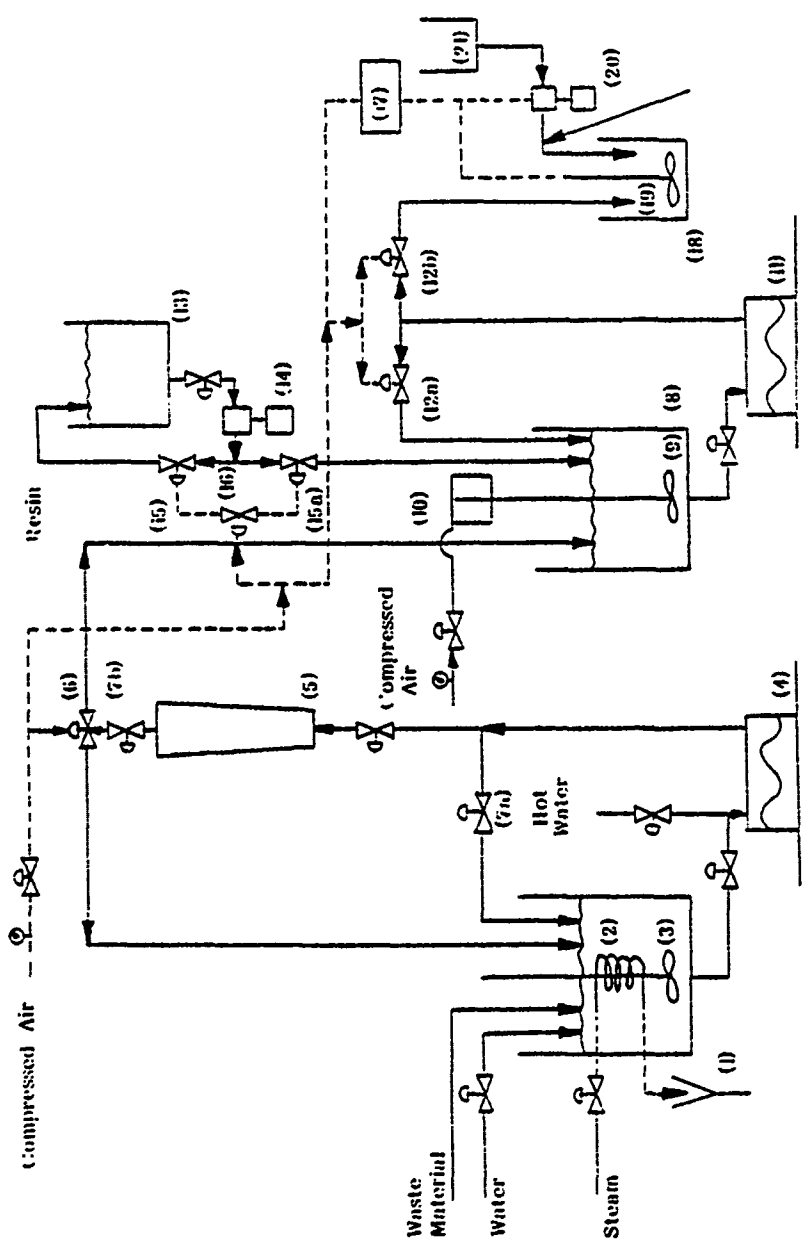 Compressed Air
Waste
Material
Water
Steam
(1)
(2)
(3)
Hot
Water
(7a)
(4)
(5)
(6)
(7b)
Compressed
Air
(10)
(9)
(8)
(11)
Resin
(15)
(16)
(15a)
(14)
(13)
(12a)
(12b)
(17)
(18)
(19)
(20)
(21)